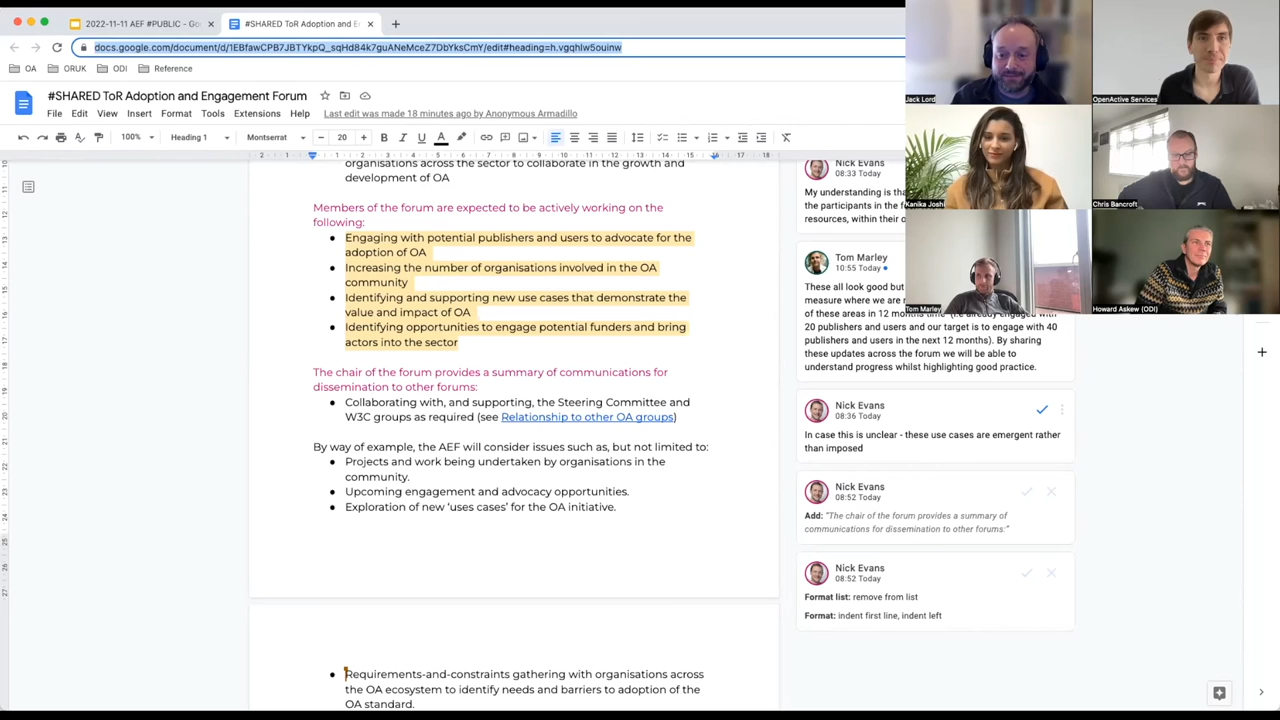 2022-11-11 AEF #PUBLIC - Go
#SHARED ToR Adoption and E
docs.google.com/document/d/1EBfawCPB7JBTYkpQ_sqHd84k7guANeMceZ7DbYksCmY/edit#heading=h.vgqhlw5ouinw
OA
ORUK
ODI
Reference
#SHARED ToR Adoption and Engagement Forum
File Edit View Insert Format Tools Extensions Help
Last edit was made 18 minutes ago by Anonymous Armadillo
100% Heading 1 Montserrat 20
organisations across the sector to collaborate in the growth and
development of OA
Members of the forum are expected to be actively working on the
following:
● Engaging with potential publishers and users to advocate for the
adoption of OA
● Increasing the number of organisations involved in the OA
community
● Identifying and supporting new use cases that demonstrate the
value and impact of OA
● Identifying opportunities to engage potential funders and bring
actors into the sector
The chair of the forum provides a summary of communications for
dissemination to other forums:
● Collaborating with, and supporting, the Steering Committee and
W3C groups as required (see Relationship to other OA groups)
By way of example, the AEF will consider issues such as, but not limited to:
● Projects and work being undertaken by organisations in the
community.
● Upcoming engagement and advocacy opportunities.
● Exploration of new ‘uses cases’ for the OA initiative.
● Requirements-and-constraints gathering with organisations across
the OA ecosystem to identify needs and barriers to adoption of the
OA standard.
Nick Evans
08:33 Today
My understanding is tha
the participants in the f
resources, within their o
Tom Marley
10:55 Today
These all look good but
measure where we are n
of these areas in 12 months time (i.e already engaged with
20 publishers and users and our target is to engage with 40
publishers and users in the next 12 months). By sharing
these updates across the forum we will be able to
understand progress whilst highlighting good practice.
Nick Evans
08:36 Today
In case this is unclear - these use cases are emergent rather
than imposed
Nick Evans
08:52 Today
Add: “The chair of the forum provides a summary of
communications for dissemination to other forums:”
Nick Evans
08:52 Today
Format list: remove from list
Format: indent first line, indent left
Jack Lord
OpenActive Services
Kanika Joshi
Chris Bancroft
Tom Marley
Howard Askew (ODI)